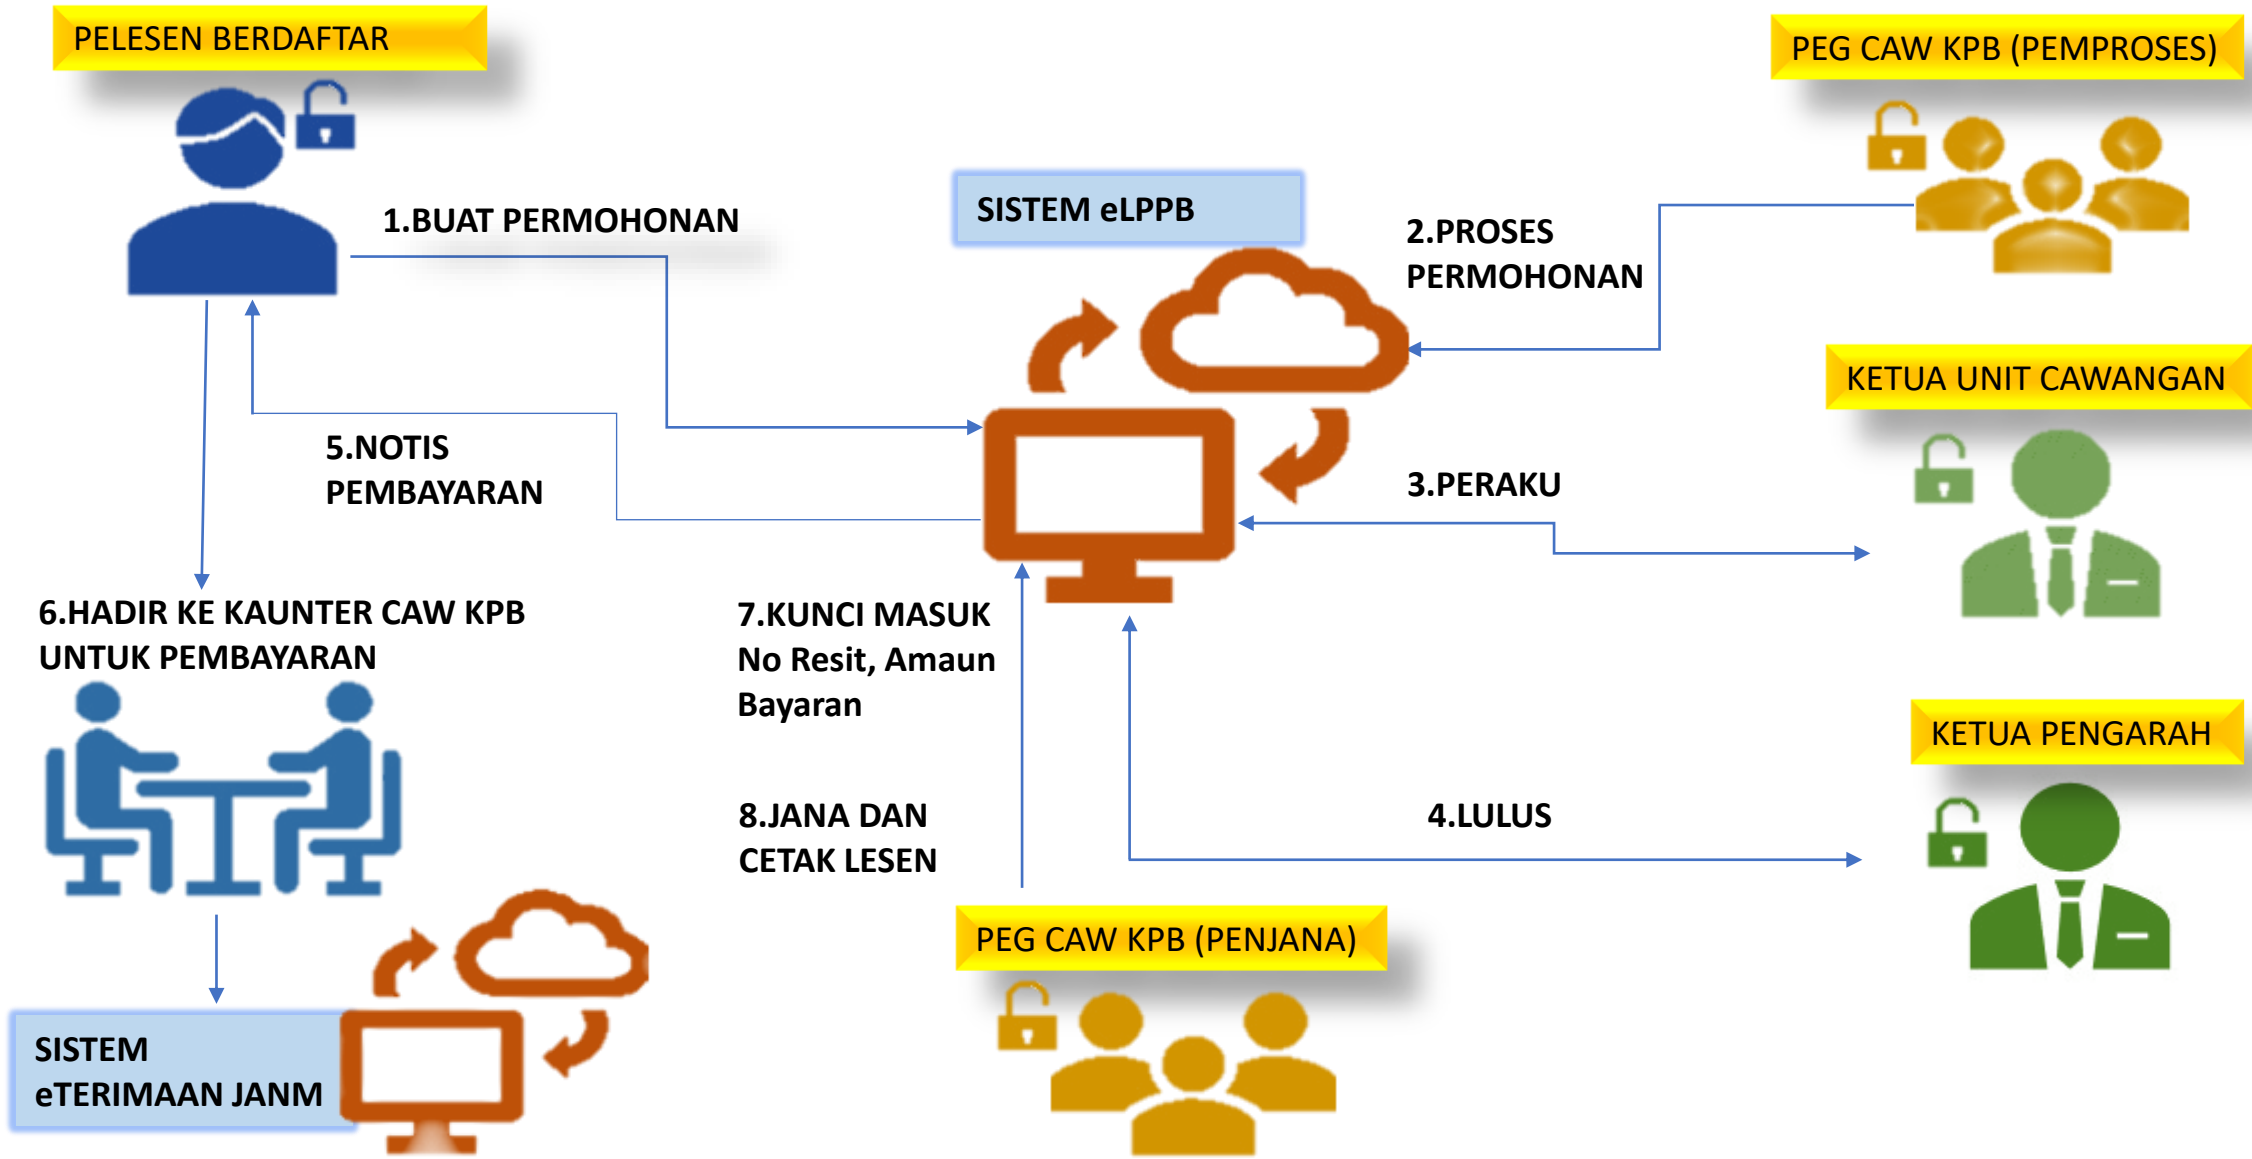 PELESEN BERDAFTAR
PEG CAW KPB (PEMPROSES)
1.BUAT PERMOHONAN
SISTEM eLPPB
2.PROSES
PERMOHONAN
KETUA UNIT CAWANGAN
5.NOTIS
PEMBAYARAN
3.PERAKU
6.HADIR KE KAUNTER CAW KPB
UNTUK PEMBAYARAN
7.KUNCI MASUK
No Resit, Amaun
Bayaran
KETUA PENGARAH
8.JANA DAN
CETAK LESEN
4.LULUS
PEG CAW KPB (PENJANA)
SISTEM
eTERIMAAN JANM